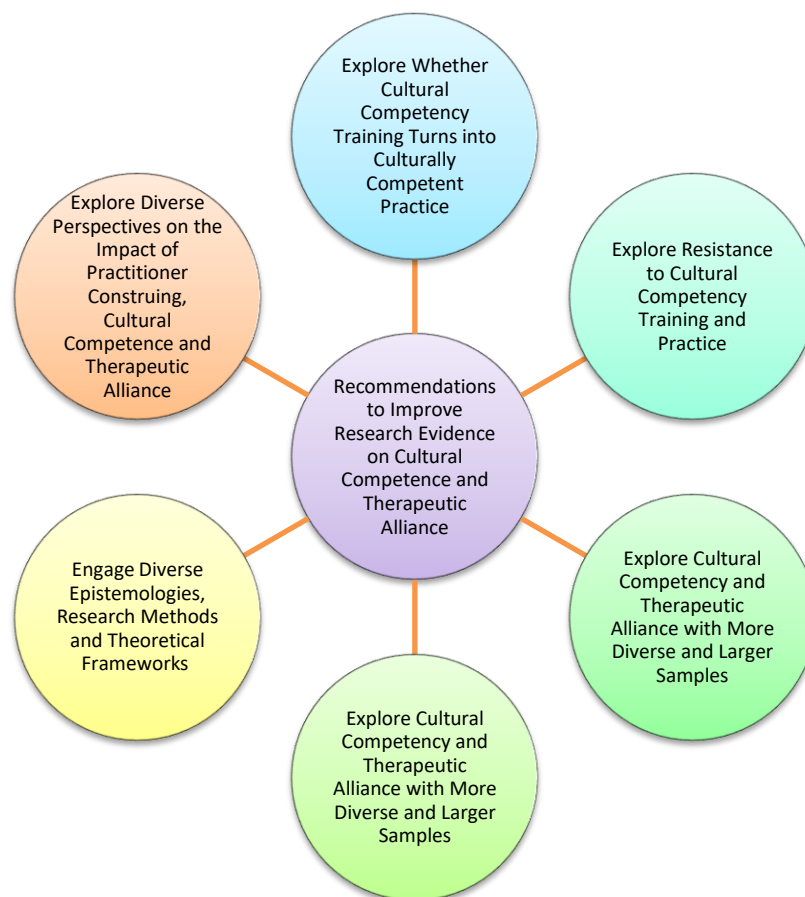 Explore Whether
Cultural
Competency
Training Turns into
Culturally
Competent
Practice
Explore Diverse
Perspectives on the
Impact of
Practitioner
Construing,
Cultural
Competence and
Therapeutic
Alliance
Explore Resistance
to Cultural
Competency
Training and
Practice
Recommendations
to Improve
Research Evidence
on Cultural
Competence and
Therapeutic
Alliance
Engage Diverse
Epistemologies,
Research Methods
and Theoretical
Frameworks
Explore Cultural
Competency and
Therapeutic
Alliance with More
Diverse and Larger
Samples
Explore Cultural
Competency and
Therapeutic
Alliance with More
Diverse and Larger
Samples